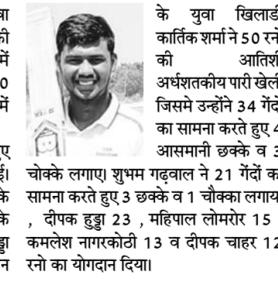 के युवा खिलाडी
कार्तिक शर्मा ने 50 रनो
की आतिशी
अर्धशतकीय पारी खेली
जिसमे उन्होंने 34 गेंदों
का सामना करते हुए 4
आसमानी छक्के व 3
चोक्के लगाए। शुभम गढ़वाल ने 21 गेंदों का
सामना करते हुए 3 छक्के व 1 चौक्का लगाया
, दीपक हुड्डा 23 , महिपाल लोमरोर 15
कमलेश नागरकोठी 13 व दीपक चाहर 12
रनो का योगदान दिया।